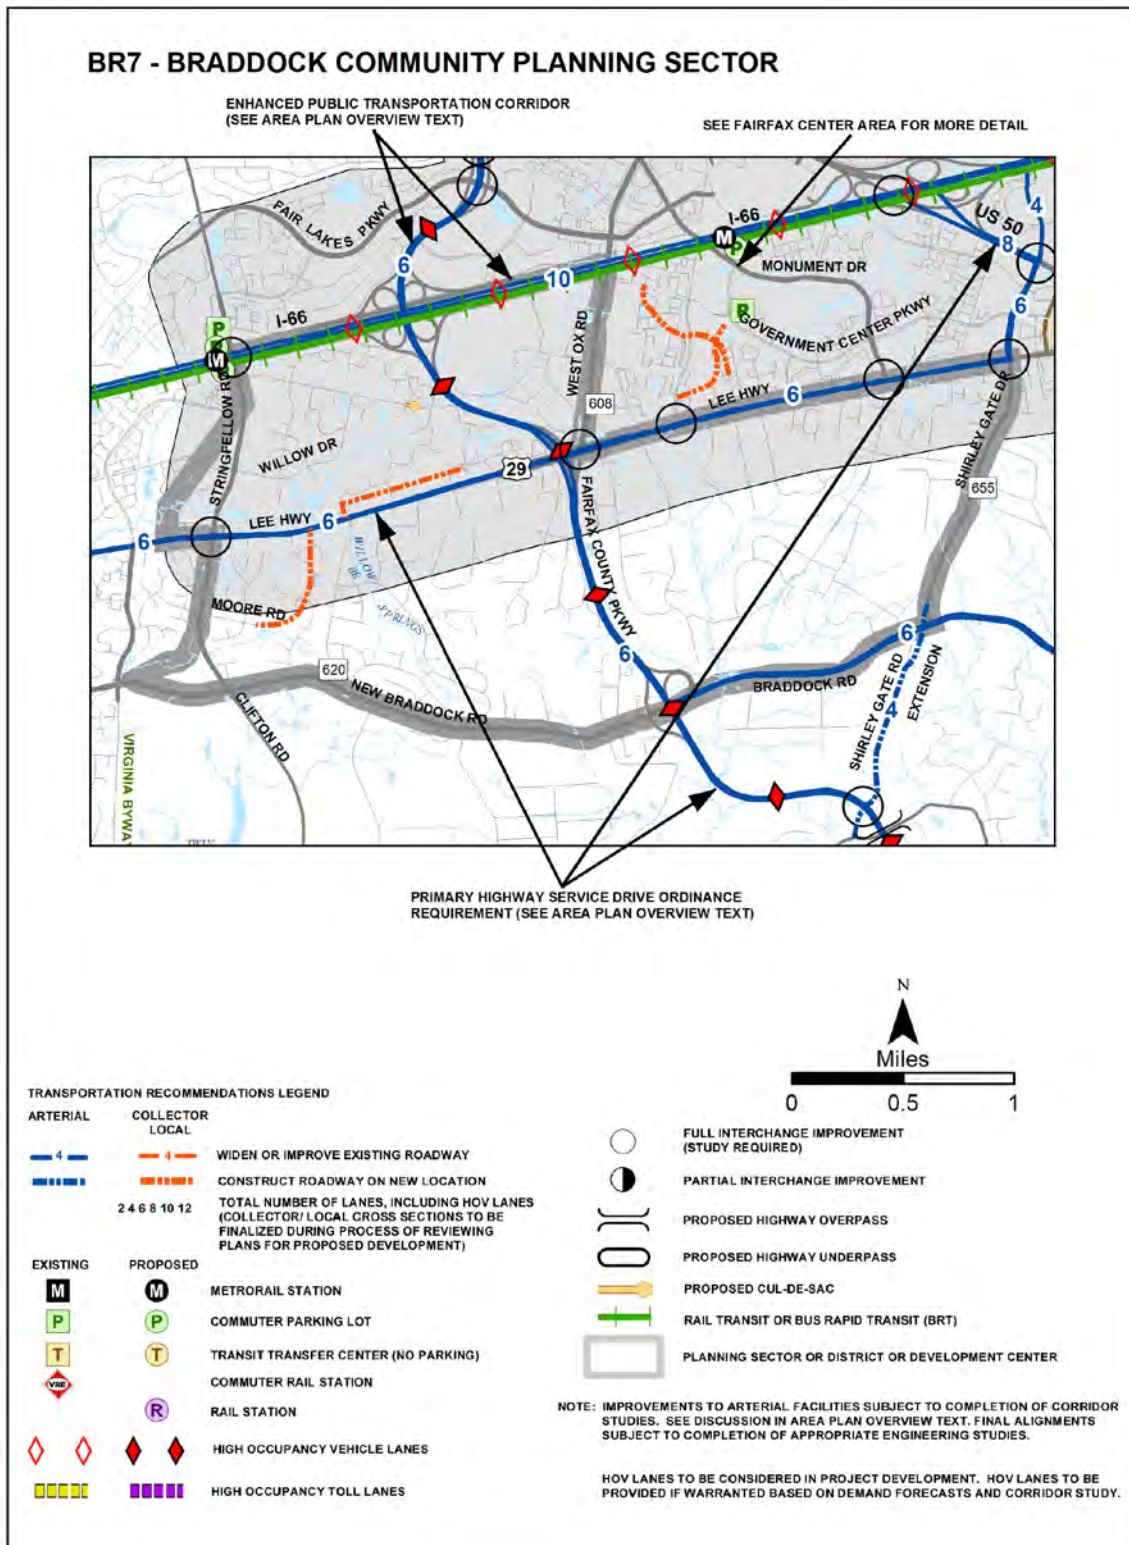 BR7 - BRADDOCK COMMUNITY PLANNING SECTOR
ENHANCED PUBLIC TRANSPORTATION CORRIDOR
(SEE AREA PLAN OVERVIEW TEXT)
SEE FAIRFAX CENTER AREA FOR MORE DETAIL
FAIR LAKES PKWY
I-66
US 50
4
8
M
P
6
10
MONUMENT DR
6
I-66
P
GOVERNMENT CENTER PKWY
P
M
WEST OX RD
STRINGFELLOW RD
608
LEE HWY
6
SHIRLEY GATE DR
WILLOW DR
29
655
LEE HWY
6
6
FAIRFAX COUNTY PKWY
WILLOW
SPRINGS
MOORE RD
6
6
620
NEW BRADDOCK RD
BRADDOCK RD
SHIRLEY GATE RD
EXTENSION
4
CLIFTON RD
VIRGINIA BYWAY
PRIMARY HIGHWAY SERVICE DRIVE ORDINANCE
REQUIREMENT (SEE AREA PLAN OVERVIEW TEXT)
N
Miles
0 0.5 1
TRANSPORTATION RECOMMENDATIONS LEGEND
ARTERIAL COLLECTOR
LOCAL
4 4 WIDEN OR IMPROVE EXISTING ROADWAY
CONSTRUCT ROADWAY ON NEW LOCATION
2 4 6 8 10 12 TOTAL NUMBER OF LANES, INCLUDING HOV LANES
(COLLECTOR/ LOCAL CROSS SECTIONS TO BE
FINALIZED DURING PROCESS OF REVIEWING
PLANS FOR PROPOSED DEVELOPMENT)
EXISTING PROPOSED
M M METRORAIL STATION
P P COMMUTER PARKING LOT
T T TRANSIT TRANSFER CENTER (NO PARKING)
VRE COMMUTER RAIL STATION
R RAIL STATION
HIGH OCCUPANCY VEHICLE LANES
HIGH OCCUPANCY TOLL LANES
FULL INTERCHANGE IMPROVEMENT
(STUDY REQUIRED)
PARTIAL INTERCHANGE IMPROVEMENT
PROPOSED HIGHWAY OVERPASS
PROPOSED HIGHWAY UNDERPASS
PROPOSED CUL-DE-SAC
RAIL TRANSIT OR BUS RAPID TRANSIT (BRT)
PLANNING SECTOR OR DISTRICT OR DEVELOPMENT CENTER
NOTE: IMPROVEMENTS TO ARTERIAL FACILITIES SUBJECT TO COMPLETION OF CORRIDOR
STUDIES. SEE DISCUSSION IN AREA PLAN OVERVIEW TEXT. FINAL ALIGNMENTS
SUBJECT TO COMPLETION OF APPROPRIATE ENGINEERING STUDIES.
HOV LANES TO BE CONSIDERED IN PROJECT DEVELOPMENT. HOV LANES TO BE
PROVIDED IF WARRANTED BASED ON DEMAND FORECASTS AND CORRIDOR STUDY.